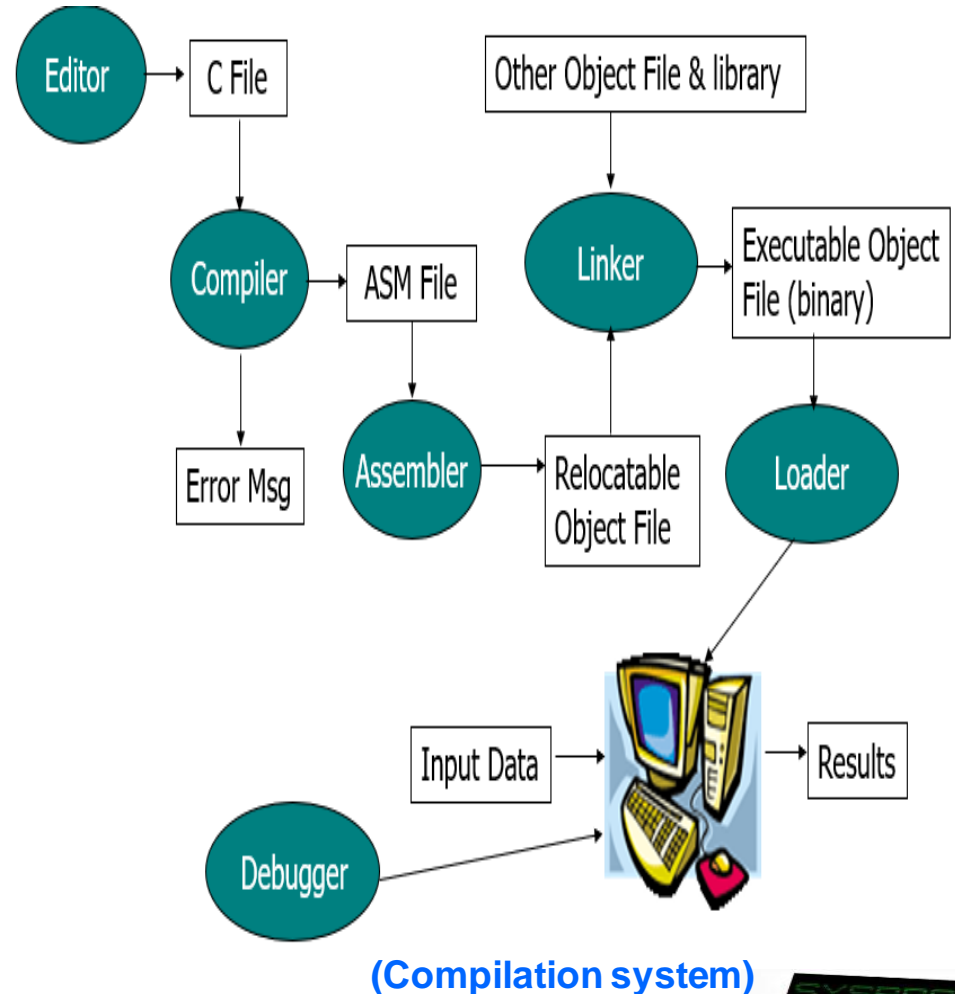 Editor
C File
Other Object File & library
Compiler
ASM File
Linker
Executable Object
File (binary)
Error Msg
Assembler
Relocatable
Object File
Loader
Input Data
Results
Debugger
(Compilation system)